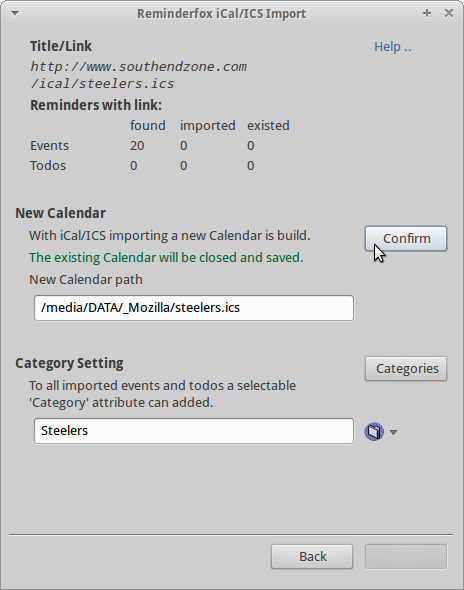 Reminderfox iCal/ICS Import
Title/Link
Help ..
http://www.southendzone.com
/ical/steelers.ics
Reminders with link:
found imported existed
Events 20 0 0
Todos 0 0 0
New Calendar
With iCal/ICS importing a new Calendar is build.
Confirm
The existing Calendar will be closed and saved.
New Calendar path
/media/DATA/_Mozilla/steelers.ics
Category Setting
Categories
To all imported events and todos a selectable
'Category' attribute can added.
Steelers
Back